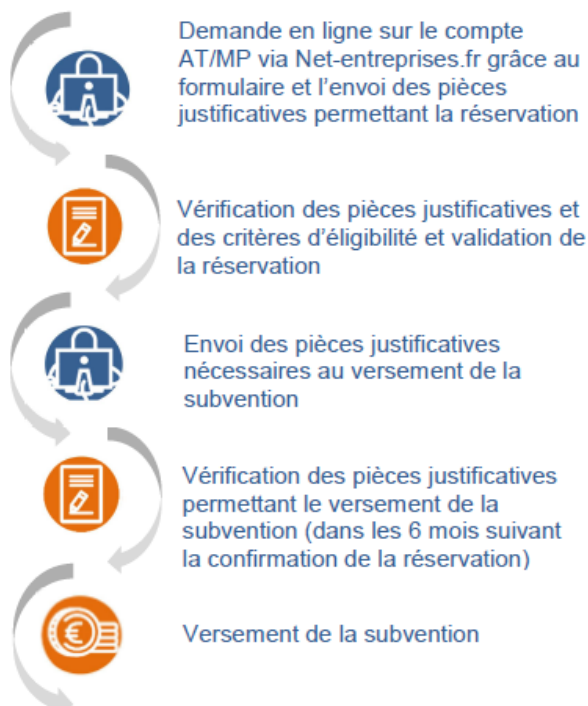 Demande en ligne sur le compte
AT/MP via Net-entreprises.fr grâce au
formulaire et l'envoi des pièces
justificatives permettant la réservation
Vérification des pièces justificatives et
des critères d'éligibilité et validation de
la réservation
Envoi des pièces justificatives
nécessaires au versement de la
subvention
Vérification des pièces justificatives
permettant le versement de la
subvention (dans les 6 mois suivant
la confirmation de la réservation)
€
Versement de la subvention